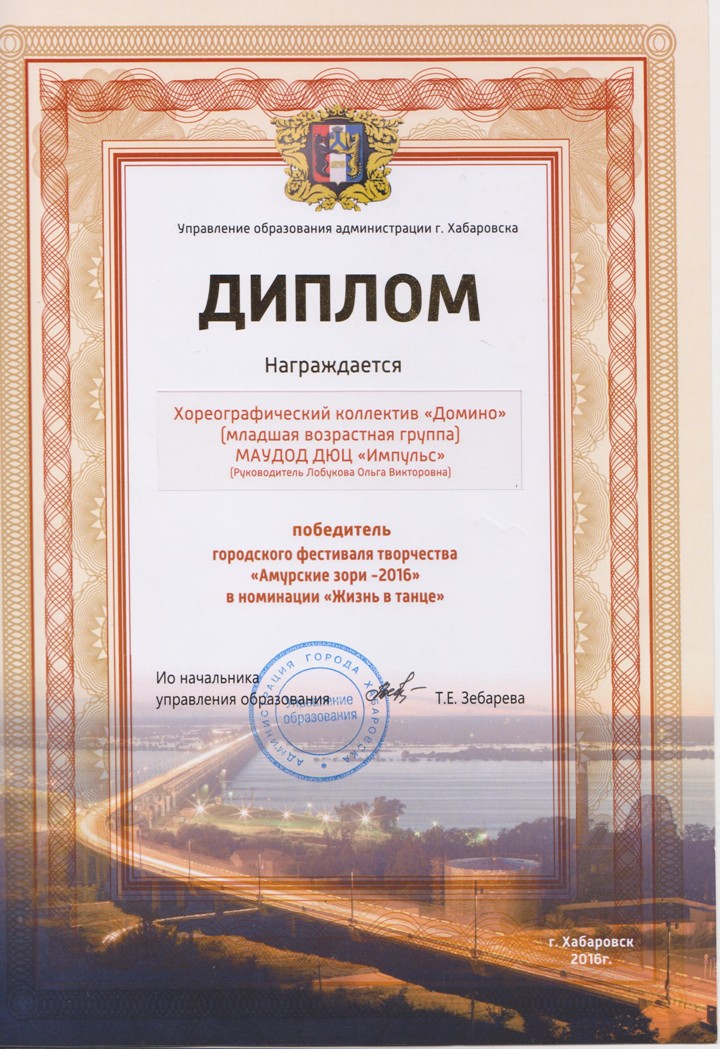 Управление образования администрации г. Хабаровска
ДИПЛОМ
Награждается
Хореографический коллектив «Домино»
(младшая возрастная группа)
МАУДОД ДЮЦ «Импульс»
(Руководитель Лобукова Ольга Викторовна)
победитель
городского фестиваля творчества
«Амурские зори -2016»
в номинации «Жизнь в танце»
Ио начальника
управления образования
Т.Е. Зебарева
АДМИНИСТРАЦИЯ ГОРОДА ХАБАРОВСКА
Управление
образования
г. Хабаровск
2016г.